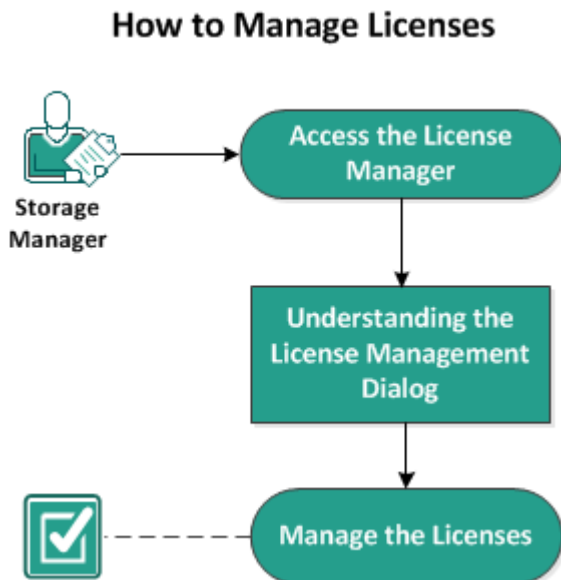 How to Manage Licenses
Access the License
Manager
Storage
Manager
Understanding the
License Management
Dialog
Manage the Licenses